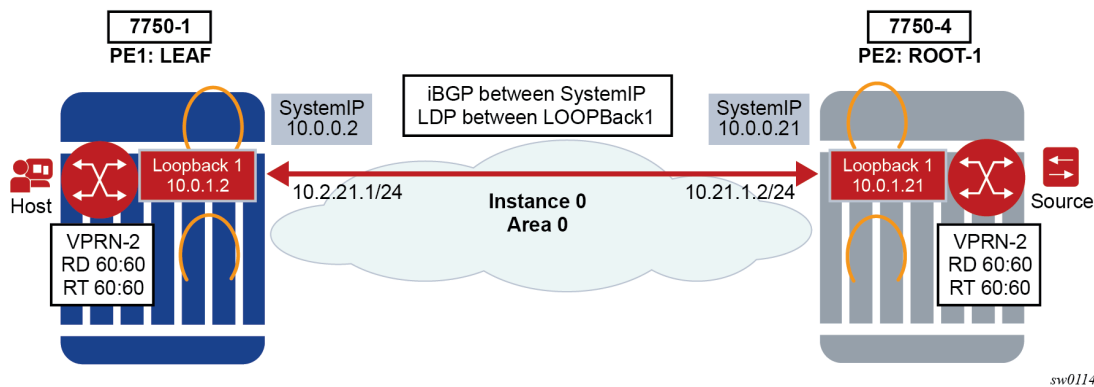 7750-1
PE1: LEAF
7750-4
PE2: ROOT-1
SystemIP
10.0.0.2
iBGP between SystemIP
LDP between LOOPBack1
SystemIP
10.0.0.21
Host
Loopback 1
10.0.1.2
10.2.21.1/24
Instance 0
Area 0
10.21.1.2/24
Loopback 1
10.0.1.21
Source
VPRN-2
RD 60:60
RT 60:60
VPRN-2
RD 60:60
RT 60:60
sw0114